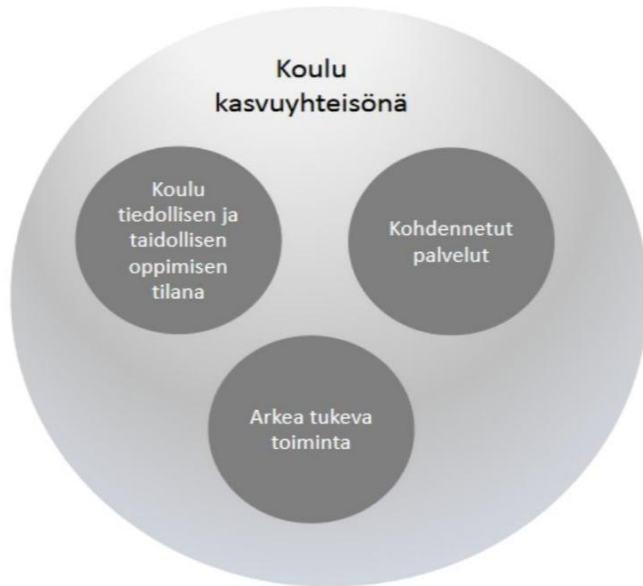 Koulu
kasvuyhteisönä
Koulu
tiedollisen ja
taidollisen
oppimisen
tilana
Kohdennetut
palvelut
Arkea tukeva
toiminta